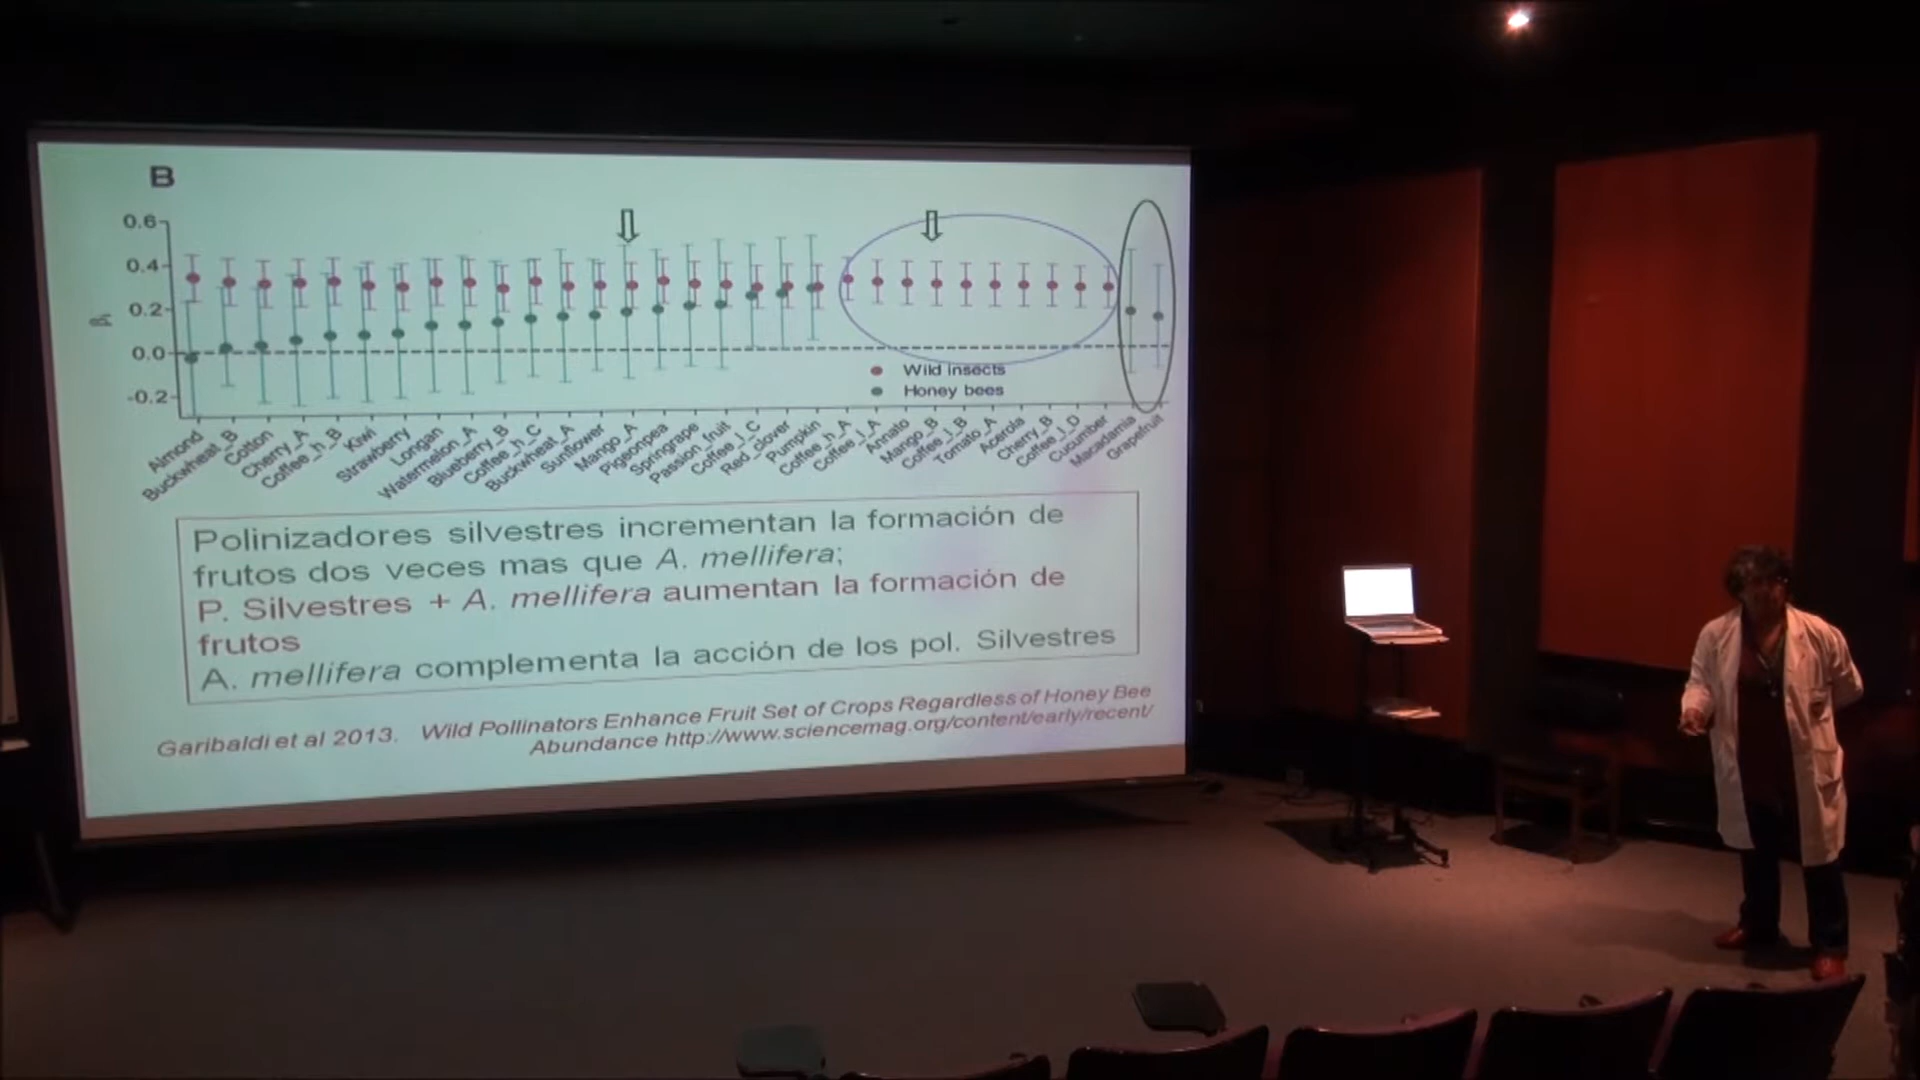 B
0.6
0.4
0.2
0.0
-0.2
Wild insects
Honey bees
Almond
Buckwheat_B
Cotton
Cherry_A
Coffee_h_B
Kiwi
Strawberry
Longan
Watermelon_A
Blueberry_B
Coffee_h_C
Buckwheat_A
Sunflower
Mango_A
Pigeonpea
Springrape
Passion_fruit
Coffee_l_C
Red_clover
Pumpkin
Coffee_h_A
Coffee_l_A
Annato
Mango_B
Coffee_l_B
Tomato_A
Acerola
Cherry_B
Coffee_l_D
Cucumber
Macadamia
Grapefruit
Polinizadores silvestres incrementan la formación de
frutos dos veces mas que A. mellifera;
P. Silvestres + A. mellifera aumentan la formación de
frutos
A. mellifera complementa la acción de los pol. Silvestres
Garibaldi et al 2013. Wild Pollinators Enhance Fruit Set of Crops Regardless of Honey Bee
Abundance http://www.sciencemag.org/content/early/recent/